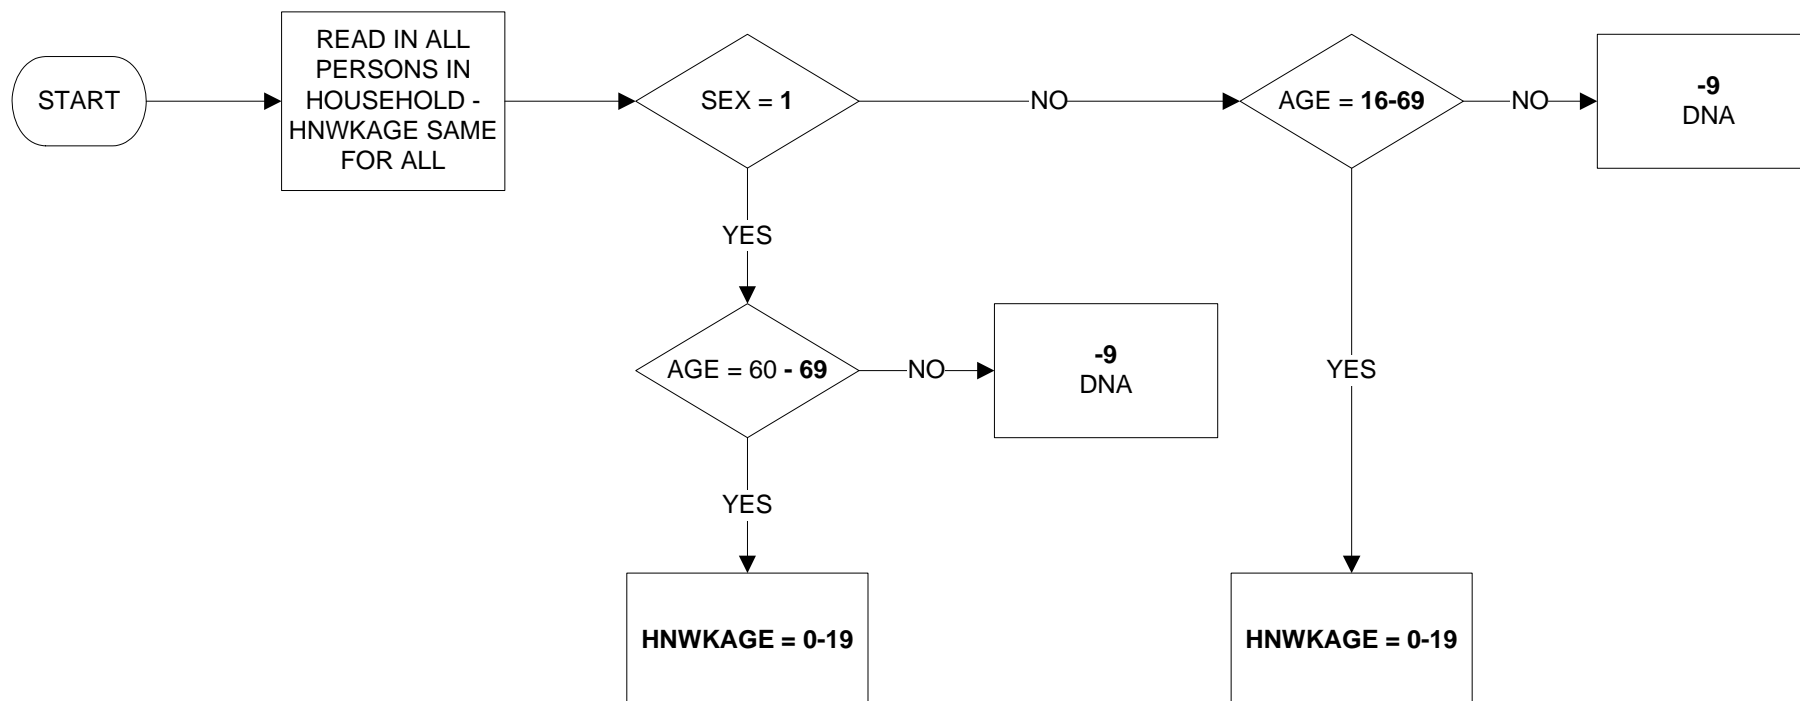 START
READ IN ALL
PERSONS IN
HOUSEHOLD -
HNWKAGE SAME
FOR ALL
SEX = 1
NO
AGE = 16-69
NO
-9
DNA
YES
AGE = 60 - 69
NO
-9
DNA
YES
YES
HNWKAGE = 0-19
HNWKAGE = 0-19